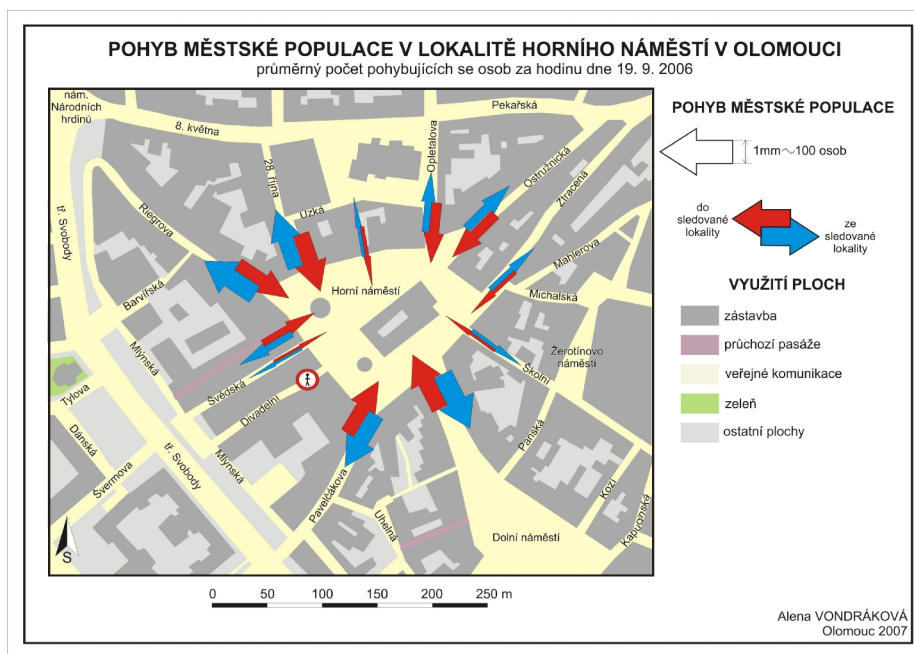 POHYB MĚSTSKÉ POPULACE V LOKALITĚ HORNÍHO NÁMĚSTÍ V OLOMOUCI
průměrný počet pohybujících se osob za hodinu dne 19. 9. 2006
nám.
Národních
hrdinů
8. května
Pekařská
28. října
Úzká
Opletalova
Ostružnická
Ztracená
Mahlerova
Michalská
tř. Svobody
Riegrova
Barvířská
Mlýnská
Horní náměstí
Žerotínovo
náměstí
Školní
Švédská
Divadelní
Tylova
Dánská
Švermova
tř. Svobody
Mlýnská
Pavelčákova
Uhelná
Panská
Kozí
Kapucínská
Dolní náměstí
S
0 50 100 150 200 250 m
POHYB MĚSTSKÉ POPULACE
1mm~100 osob
do
sledované
lokality
ze
sledované
lokality
VYUŽITÍ PLOCH
zástavba
průchozí pasáže
veřejné komunikace
zeleň
ostatní plochy
Alena VONDRÁKOVÁ
Olomouc 2007